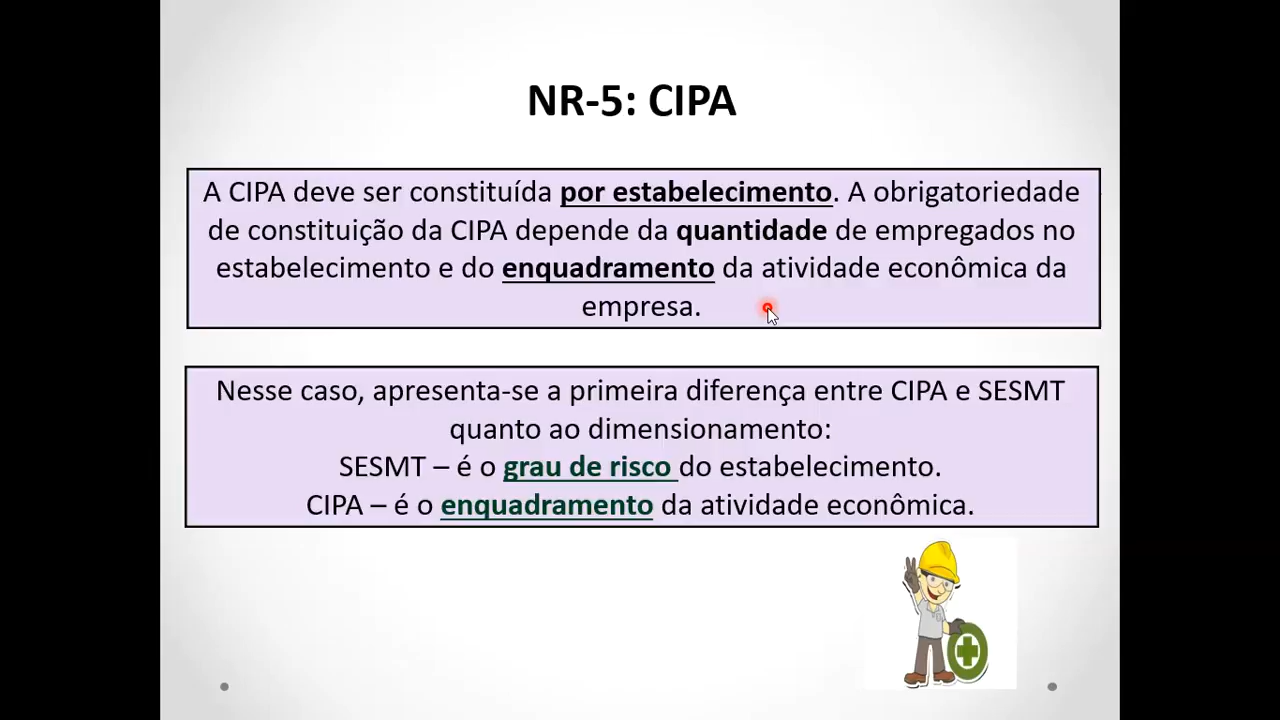 NR-5: CIPA
A CIPA deve ser constituída por estabelecimento. A obrigatoriedade
de constituição da CIPA depende da quantidade de empregados no
estabelecimento e do enquadramento da atividade econômica da
empresa.
Nesse caso, apresenta-se a primeira diferença entre CIPA e SESMT
quanto ao dimensionamento:
SESMT – é o grau de risco do estabelecimento.
CIPA – é o enquadramento da atividade econômica.